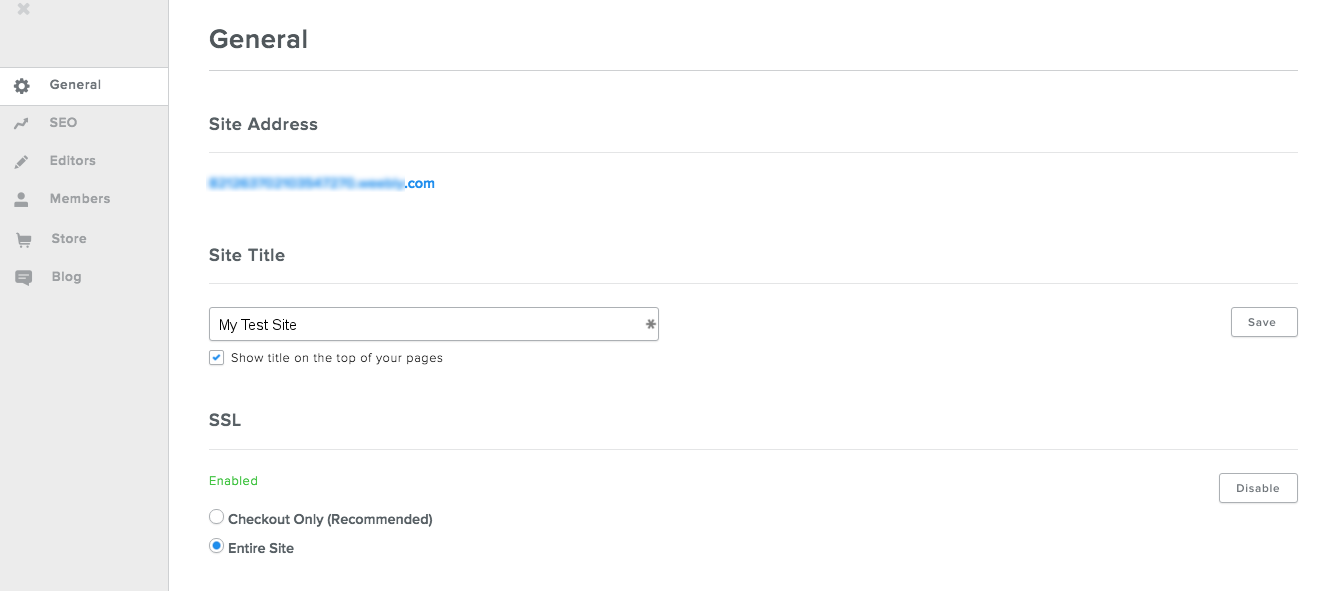 General
General
SEO
Editors
Members
Store
Blog
Site Address
.com
Site Title
My Test Site
Save
Show title on the top of your pages
SSL
Enabled
Disable
Checkout Only (Recommended)
Entire Site